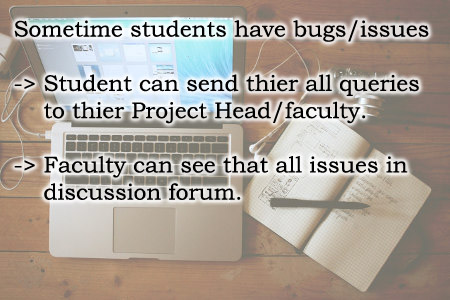 Sometime students have bugs/issues
-> Student can send thier all queries
to thier Project Head/faculty.
-> Faculty can see that all issues in
discussion forum.